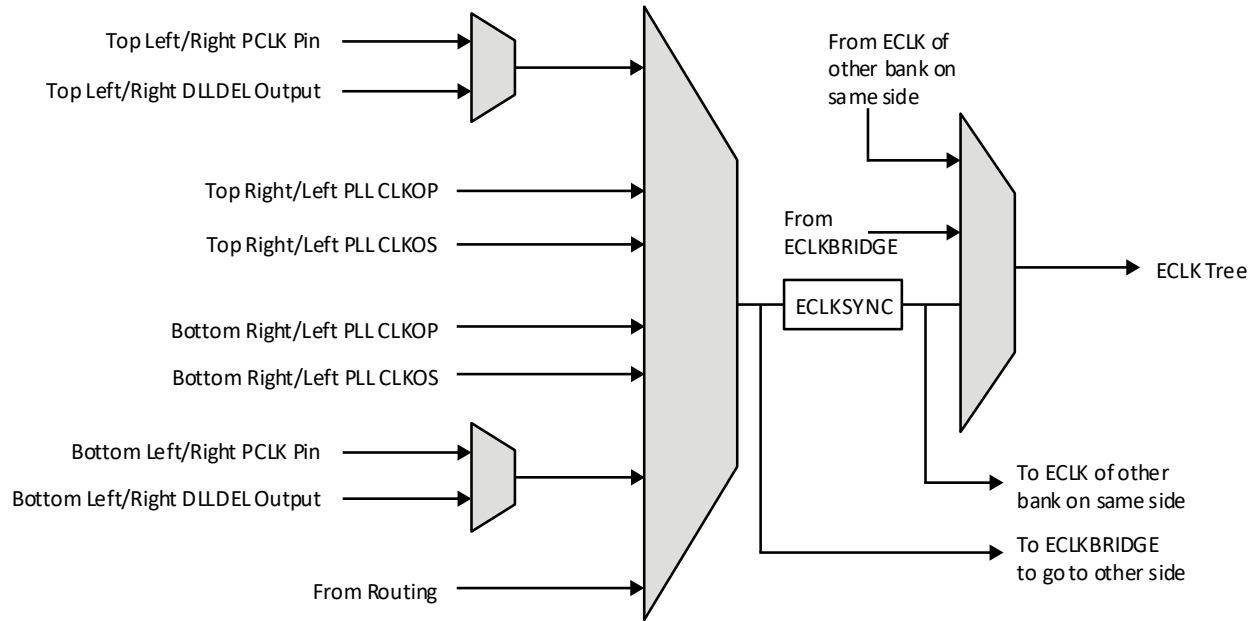 Top Left/Right PCLK Pin
Top Left/Right DLLDEL Output
Top Right/Left PLL CLKOP
Top Right/Left PLL CLKOS
Bottom Right/Left PLL CLKOP
Bottom Right/Left PLL CLKOS
Bottom Left/Right PCLK Pin
Bottom Left/Right DLLDEL Output
From Routing
From ECLK of
other bank on
same side
From
ECLKBRIDGE
ECLKSYNC
ECLK Tree
To ECLK of other
bank on same side
To ECLKBRIDGE
to go to other side